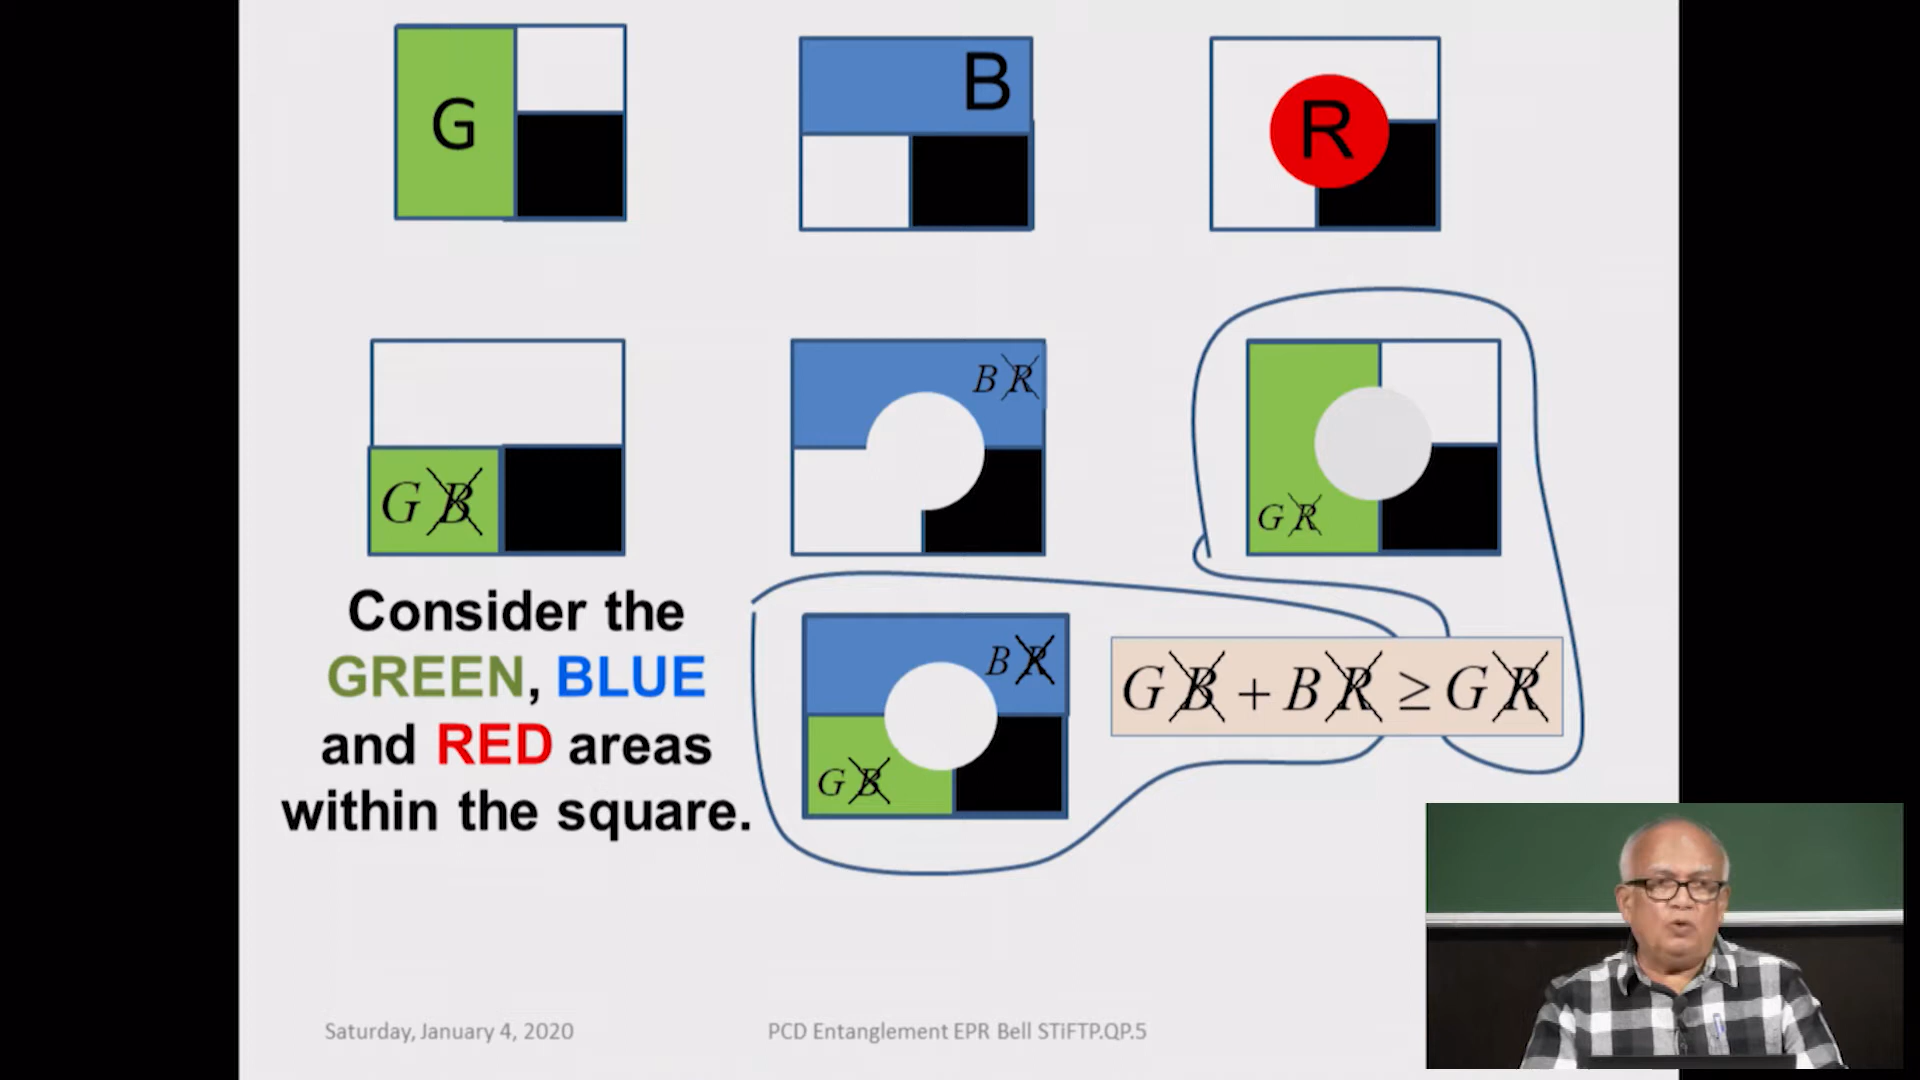 G
B
R
B R
G B
G R
Consider the
GREEN, BLUE
and RED areas
within the square.
B R
G B
G B + B R ≥ G R
Saturday, January 4, 2020
PCD Entanglement EPR Bell STiFTP.QP.5